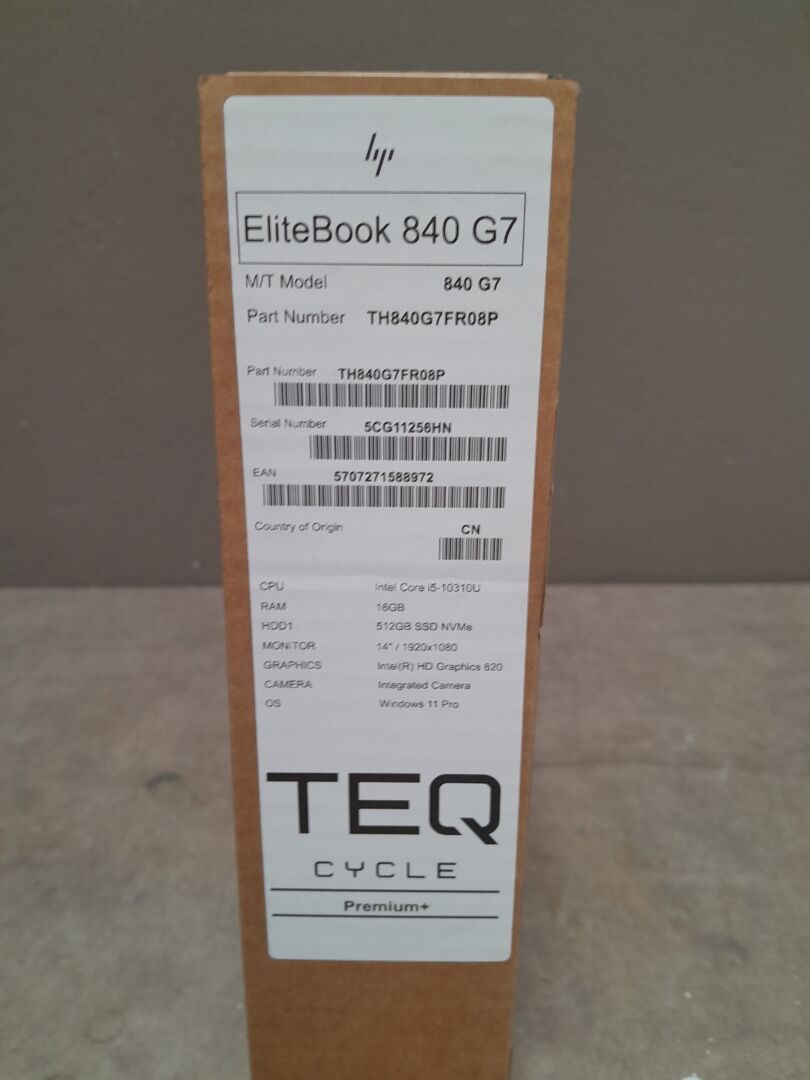 hp
EliteBook 840 G7
M/T Model 840 G7
Part Number TH840G7FR08P
Part Number TH840G7FR08P
Serial Number 5CG11256HN
EAN 5707271588972
Country of Origin CN
CPU Intel Core i5-10310U
RAM 16GB
HDD1 512GB SSD NVMe
MONITOR 14" / 1920x1080
GRAPHICS Intel(R) HD Graphics 620
CAMERA Integrated Camera
OS Windows 11 Pro
TEQ
CYCLE
Premium+